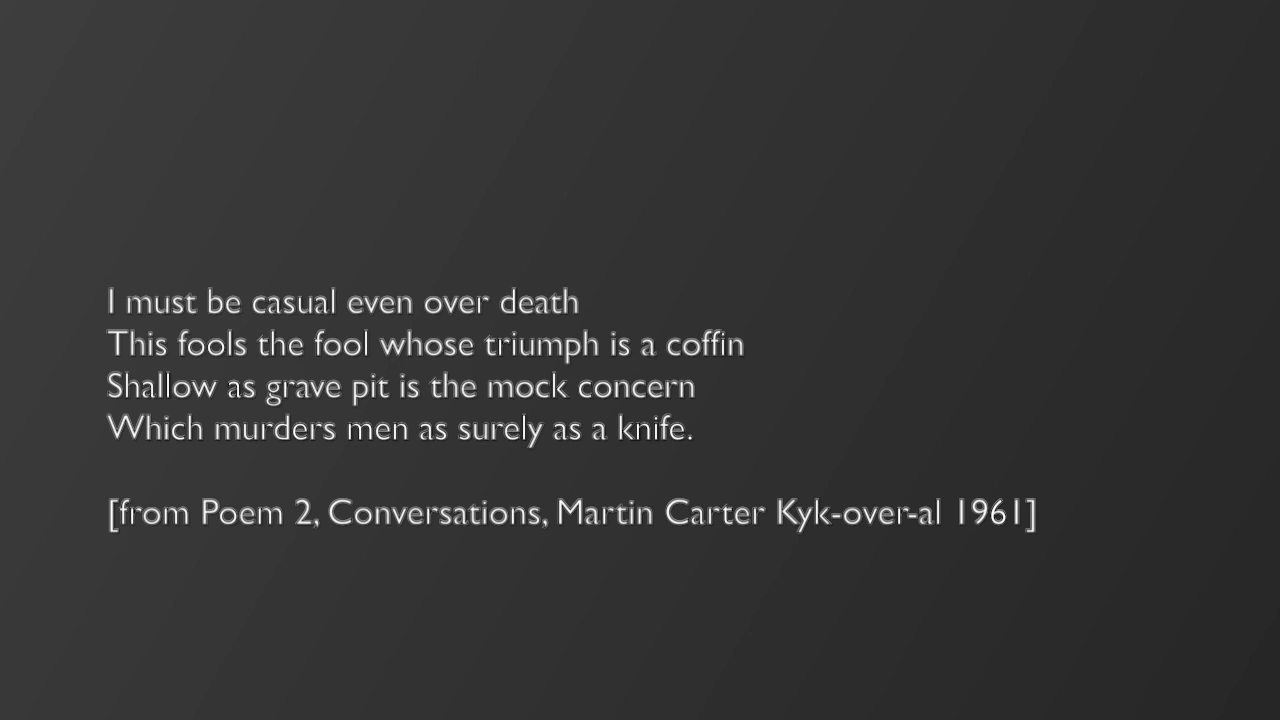 I must be casual even over death
This fools the fool whose triumph is a coffin
Shallow as grave pit is the mock concern
Which murders men as surely as a knife.
[from Poem 2, Conversations, Martin Carter Kyk-over-al 1961]